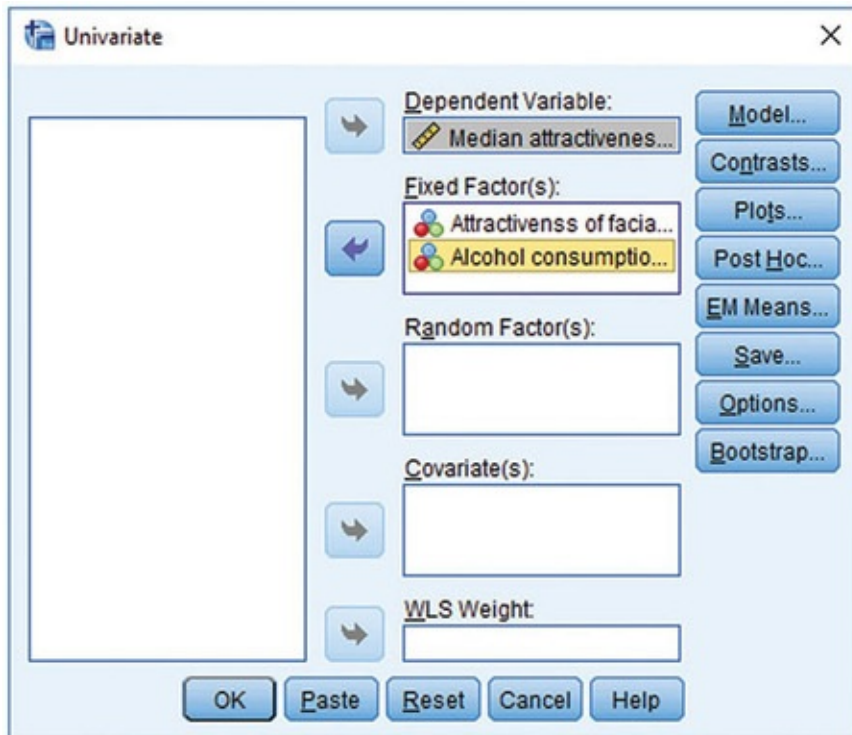 Univariate
Dependent Variable:
Median attractivenes...
Fixed Factor(s):
Attractivenss of facia...
Alcohol consumptio...
Random Factor(s):
Covariate(s):
WLS Weight:
Model...
Contrasts...
Plots...
Post Hoc...
EM Means...
Save...
Options...
Bootstrap...
OK Paste Reset Cancel Help